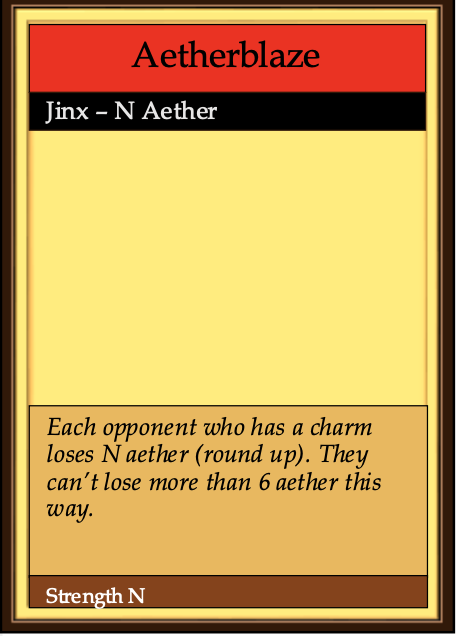 Aetherblaze
Jinx – N Aether
Each opponent who has a charm
loses N aether (round up). They
can't lose more than 6 aether this
way.
Strength N